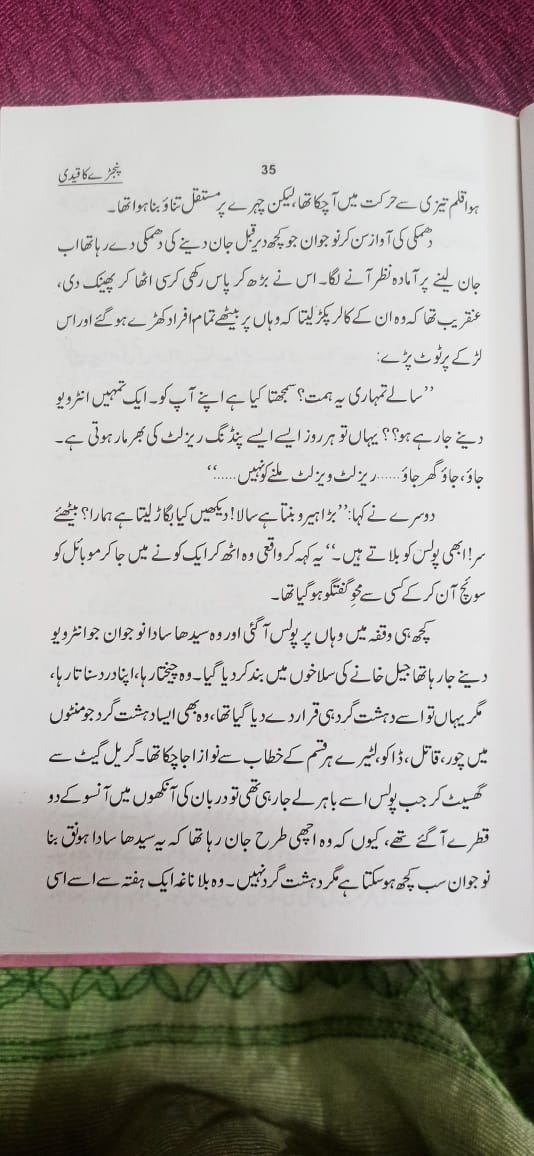 پنجڑے کا قیدی
35
ہوا قلم تیزی سے حرکت میں آ چکا تھا، لیکن چہرے پر مستقل تناؤ بنا ہوا تھا۔
دھمکی کی آواز سن کر نوجوان جو کچھ دیر قبل جان دینے کی دھمکی دے رہا تھا اب
جان لینے پر آمادہ نظر آنے لگا۔ اس نے بڑھ کر پاس رکھی کرسی اٹھا کر پھینک دی،
عنقریب تھا کہ وہ ان کے کالر پکڑ لیتا کہ وہاں پر بیٹھے تمام افراد کھڑے ہو گئے اور اس
لڑکے پر ٹوٹ پڑے:
’’سالے تمہاری یہ ہمت؟ سمجھتا کیا ہے اپنے آپ کو۔ ایک تمہیں انٹرویو
دینے جا رہے ہو؟؟ یہاں تو ہر روز ایسے ایسے پنڈنگ ریزلٹ کی بھرمار ہوتی ہے۔
جاؤ، جاؤ گھر جاؤ......ریزلٹ ویزلٹ ملنے کو نہیں......‘‘
دوسرے نے کہا: ’’بڑا ہیرو بنتا ہے سالا! دیکھیں کیا بگاڑ لیتا ہے ہمارا؟ بیٹھئے
سر! ابھی پولس کو بلاتے ہیں۔‘‘ یہ کہہ کر واقعی وہ اٹھ کر ایک کونے میں جا کر موبائل کو
سوئچ آن کر کے کسی سے محوِ گفتگو ہو گیا تھا۔
کچھ ہی وقفہ میں وہاں پر پولس آ گئی اور وہ سیدھا سادا نوجوان جو انٹرویو
دینے جا رہا تھا جیل خانے کی سلاخوں میں بند کر دیا گیا۔ وہ چیختا رہا، اپنا درد سناتا رہا،
مگر یہاں تو اسے دہشت گرد ہی قرار دے دیا گیا تھا، وہ بھی ایسا دہشت گرد جو منٹوں
میں چور، قاتل، ڈاکو، لٹیرے ہر قسم کے خطاب سے نوازا جا چکا تھا۔ گریل گیٹ سے
گھسیٹ کر جب پولس اسے باہر لے جا رہی تھی تو دربان کی آنکھوں میں آنسو کے دو
قطرے آ گئے تھے، کیوں کہ وہ اچھی طرح جان رہا تھا کہ یہ سیدھا سادا ہونق بنا
نوجوان سب کچھ ہو سکتا ہے مگر دہشت گرد نہیں۔ وہ بلا ناغہ ایک ہفتہ سے اسے اسی